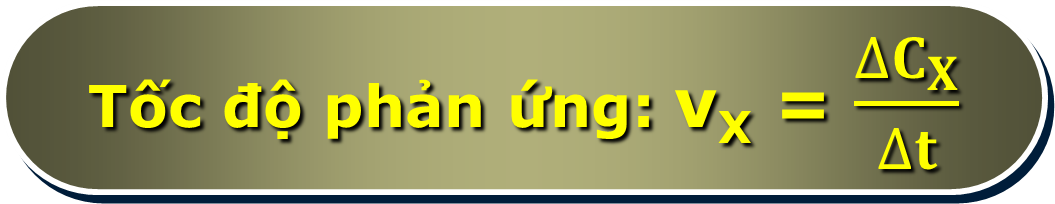 Tốc độ phản ứng: vX = ΔCX / Δt